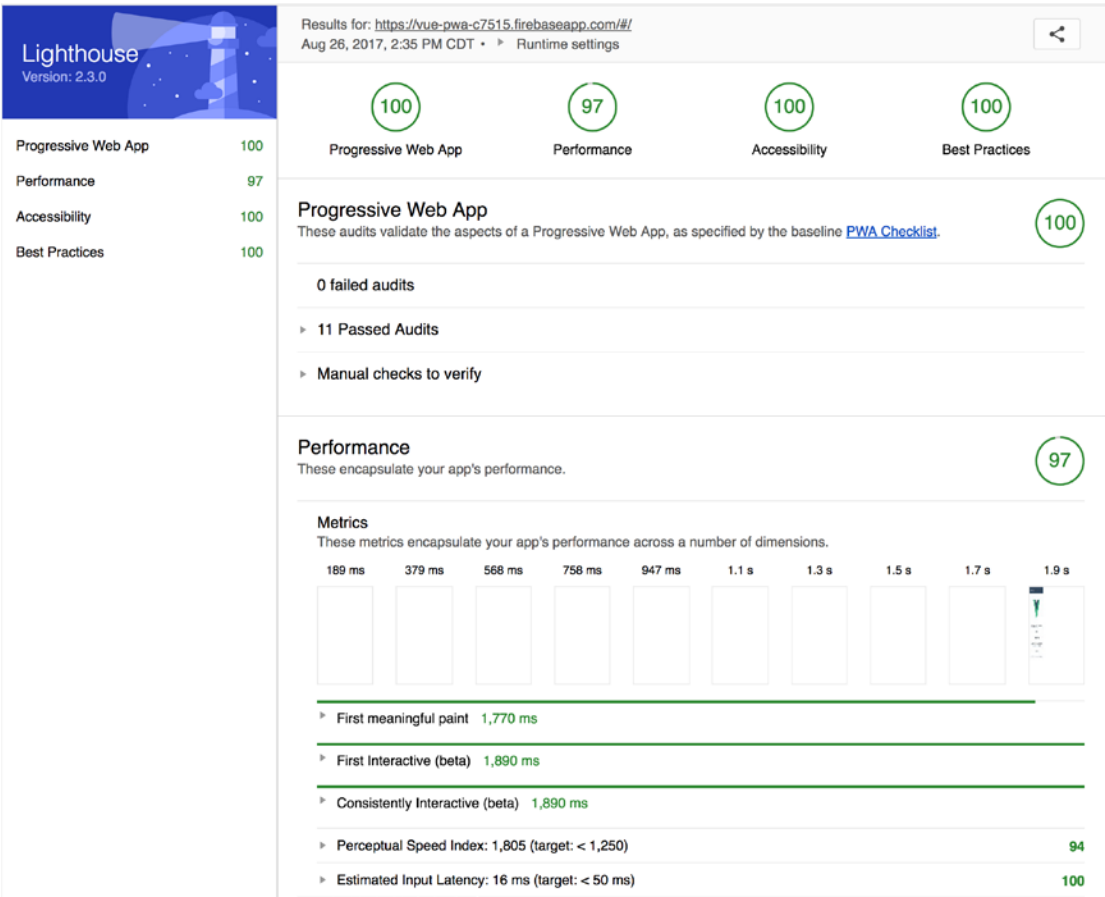 Lighthouse
Version: 2.3.0
Progressive Web App 100
Performance 97
Accessibility 100
Best Practices 100
Results for: https://vue-pwa-c7515.firebaseapp.com/#/
Aug 26, 2017, 2:35 PM CDT • Runtime settings
100 97 100 100
Progressive Web App Performance Accessibility Best Practices
Progressive Web App
These audits validate the aspects of a Progressive Web App, as specified by the baseline PWA Checklist.
100
0 failed audits
11 Passed Audits
Manual checks to verify
Performance
These encapsulate your app's performance.
97
Metrics
These metrics encapsulate your app's performance across a number of dimensions.
189 ms 379 ms 568 ms 758 ms 947 ms 1.1 s 1.3 s 1.5 s 1.7 s 1.9 s
First meaningful paint 1,770 ms
First Interactive (beta) 1,890 ms
Consistently Interactive (beta) 1,890 ms
Perceptual Speed Index: 1,805 (target: < 1,250) 94
Estimated Input Latency: 16 ms (target: < 50 ms) 100